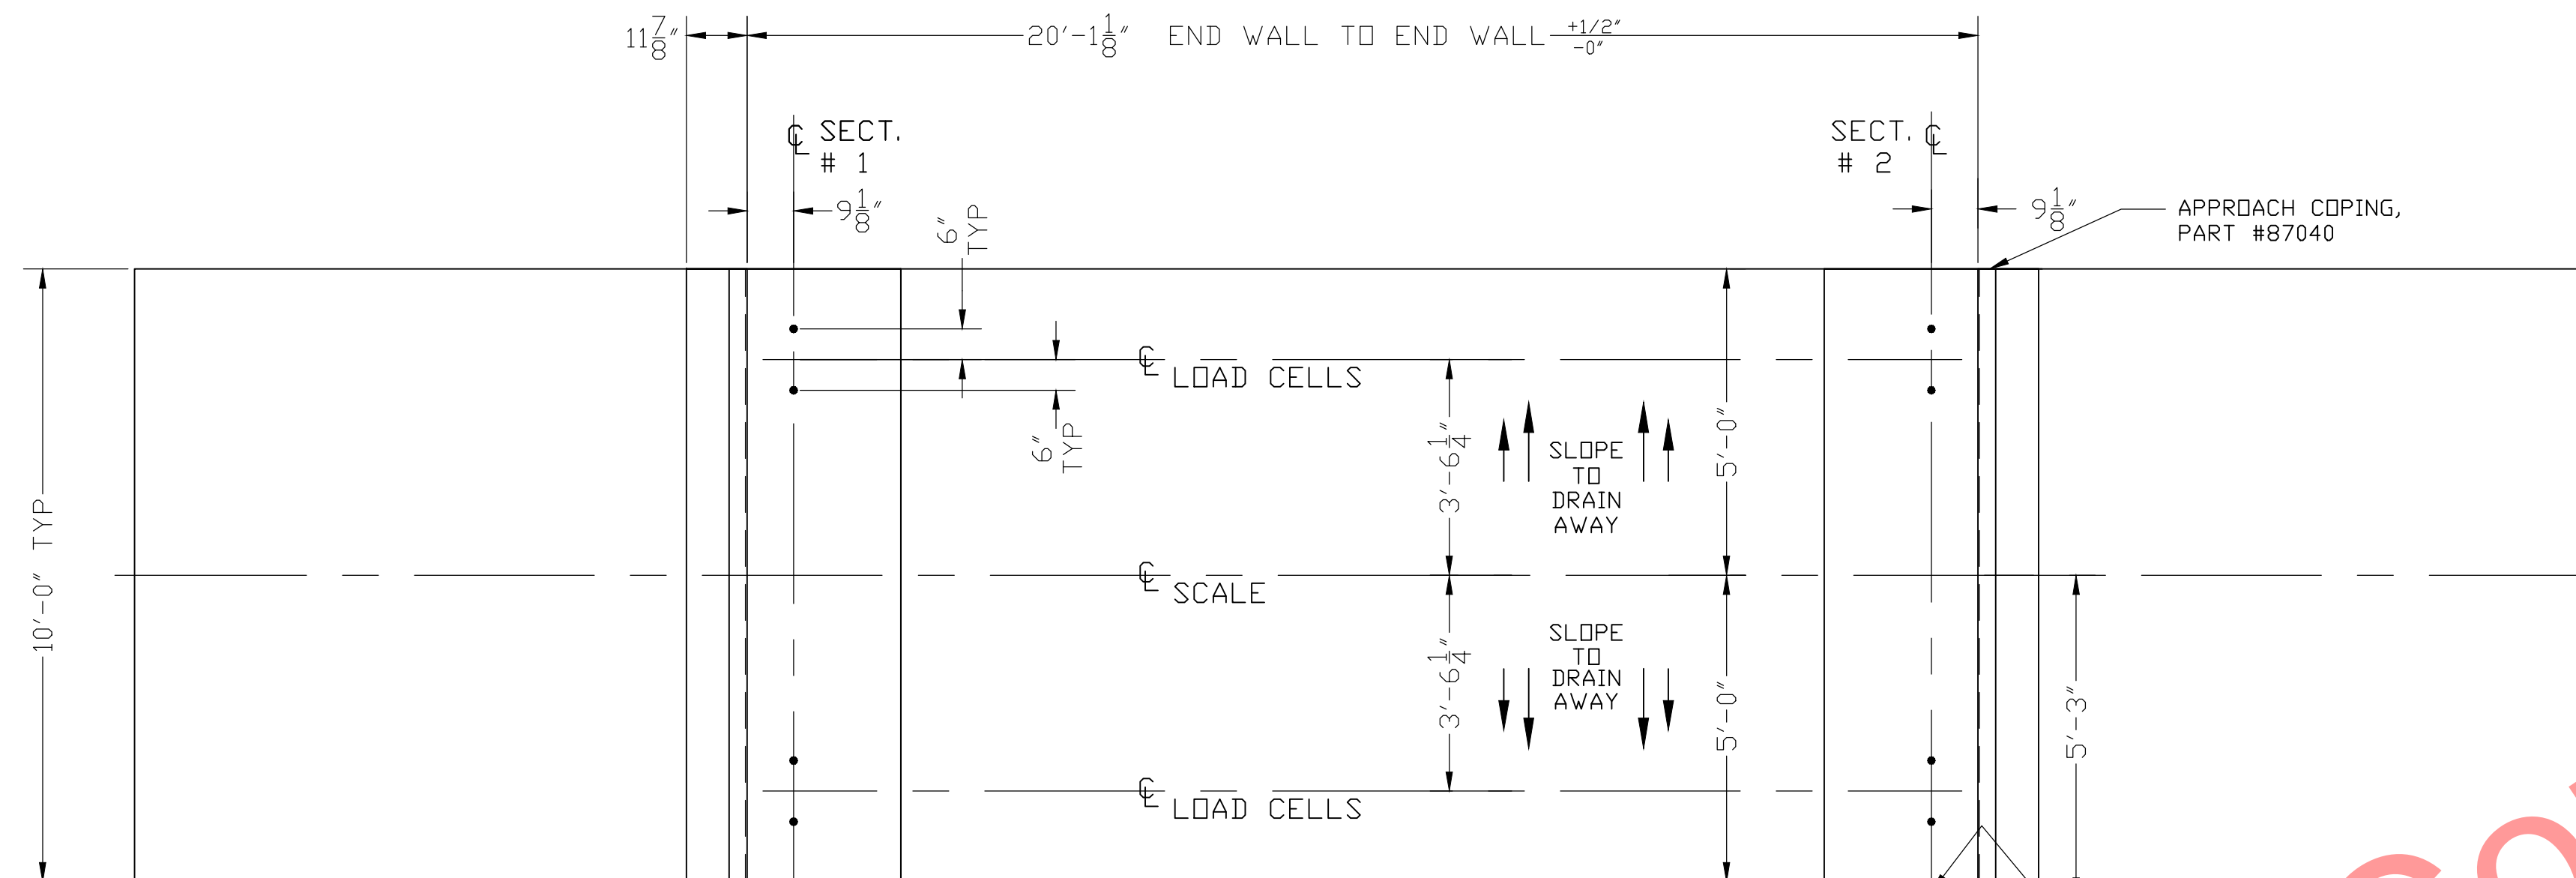 11 7/8" 20'-1 1/8" END WALL TO END WALL +1/2" -0"
℄ SECT. # 1
SECT. # 2 ℄
9 1/8"
6" TYP
9 1/8"
APPROACH COPING,
PART #87040
℄ LOAD CELLS
6" TYP
3'-6 1/4"
SLOPE
TO
DRAIN
AWAY
5'-0"
10'-0" TYP
℄ SCALE
3'-6 1/4"
SLOPE
TO
DRAIN
AWAY
5'-0"
5'-3"
℄ LOAD CELLS